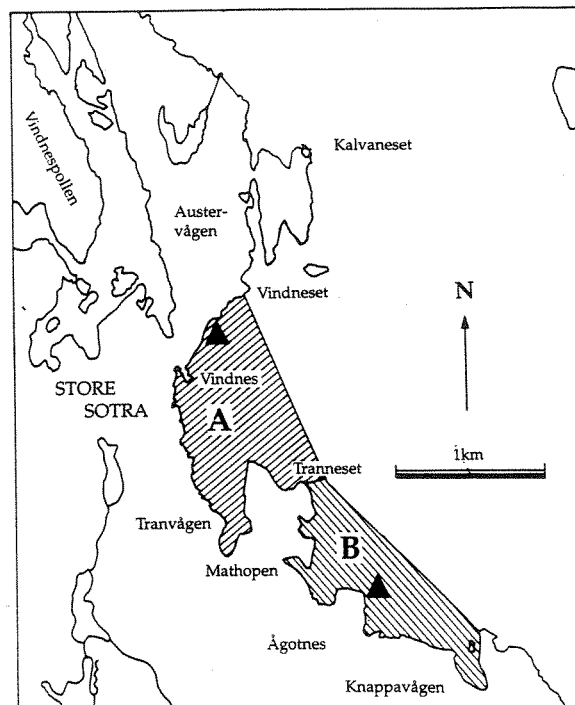 Kalvaneset
Vindnespollen
Auster-
vågen
Vindneset
N
STORE
SOTRA
Vindnes
A
1km
Tranneset
Tranvågen
B
Mathopen
Ågotnes
Knappavågen